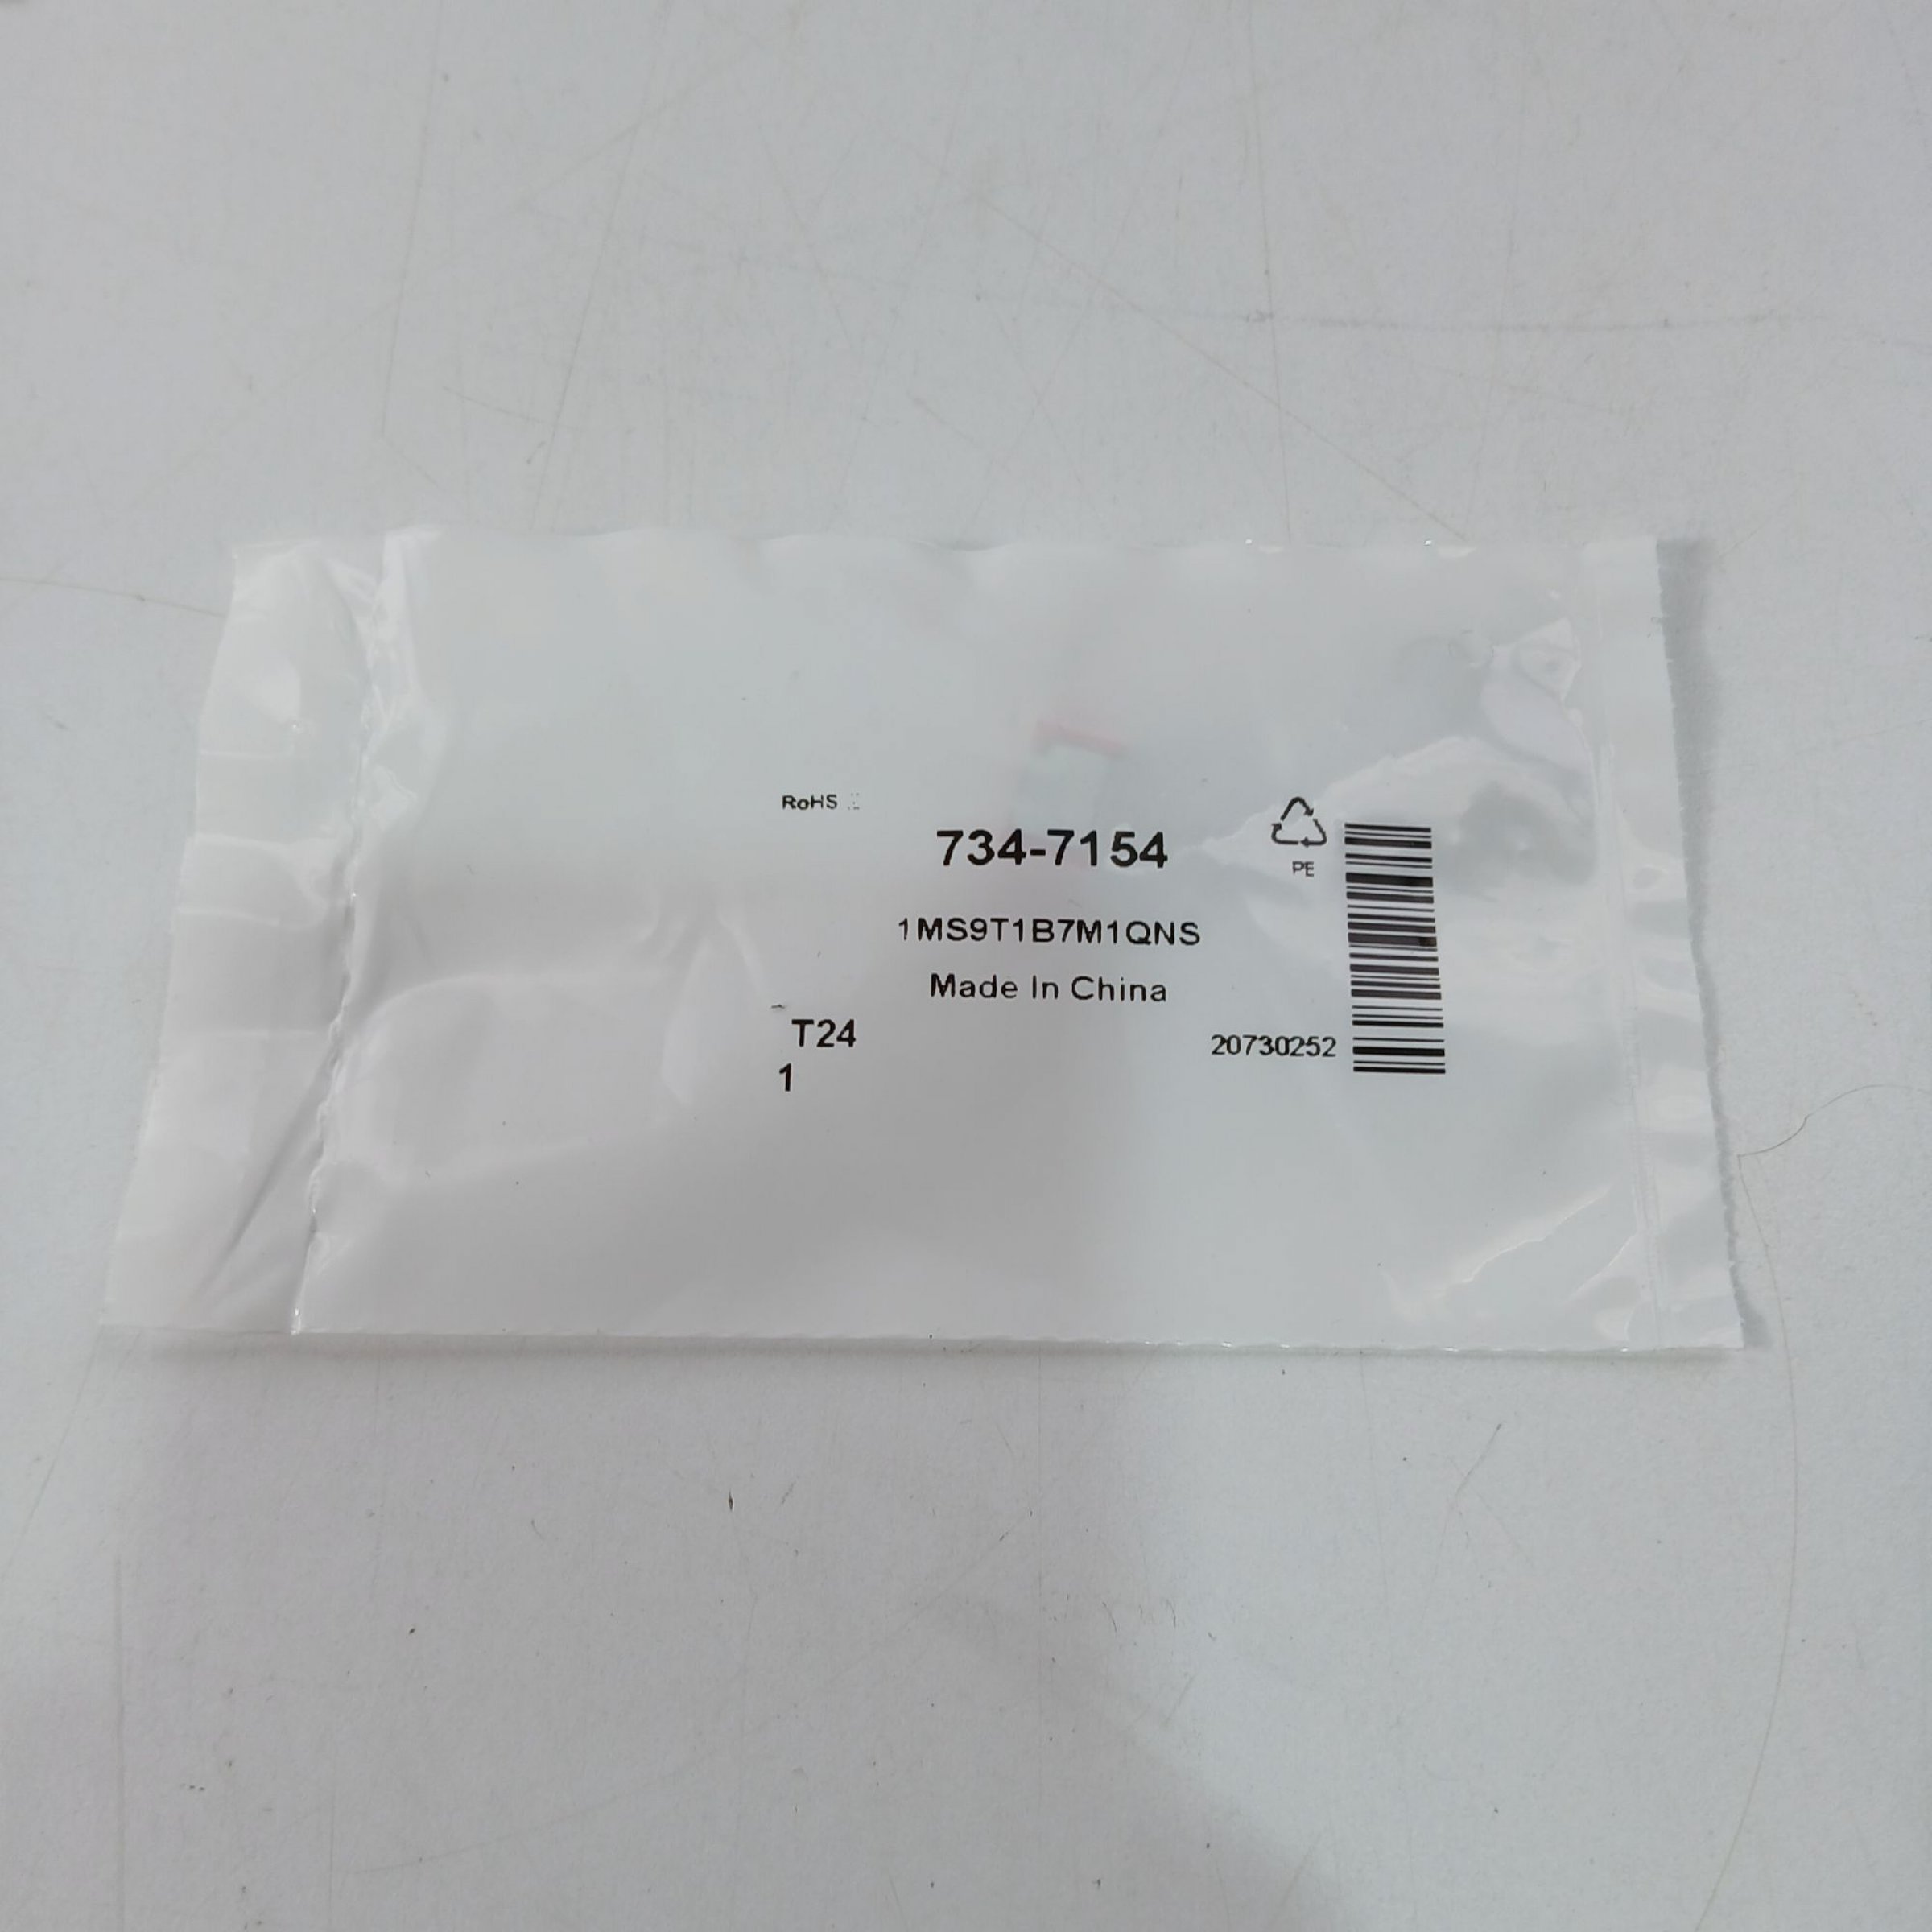 RoHS
734-7154
PE
1MS9T1B7M1QNS
Made In China
T24
20730252
1